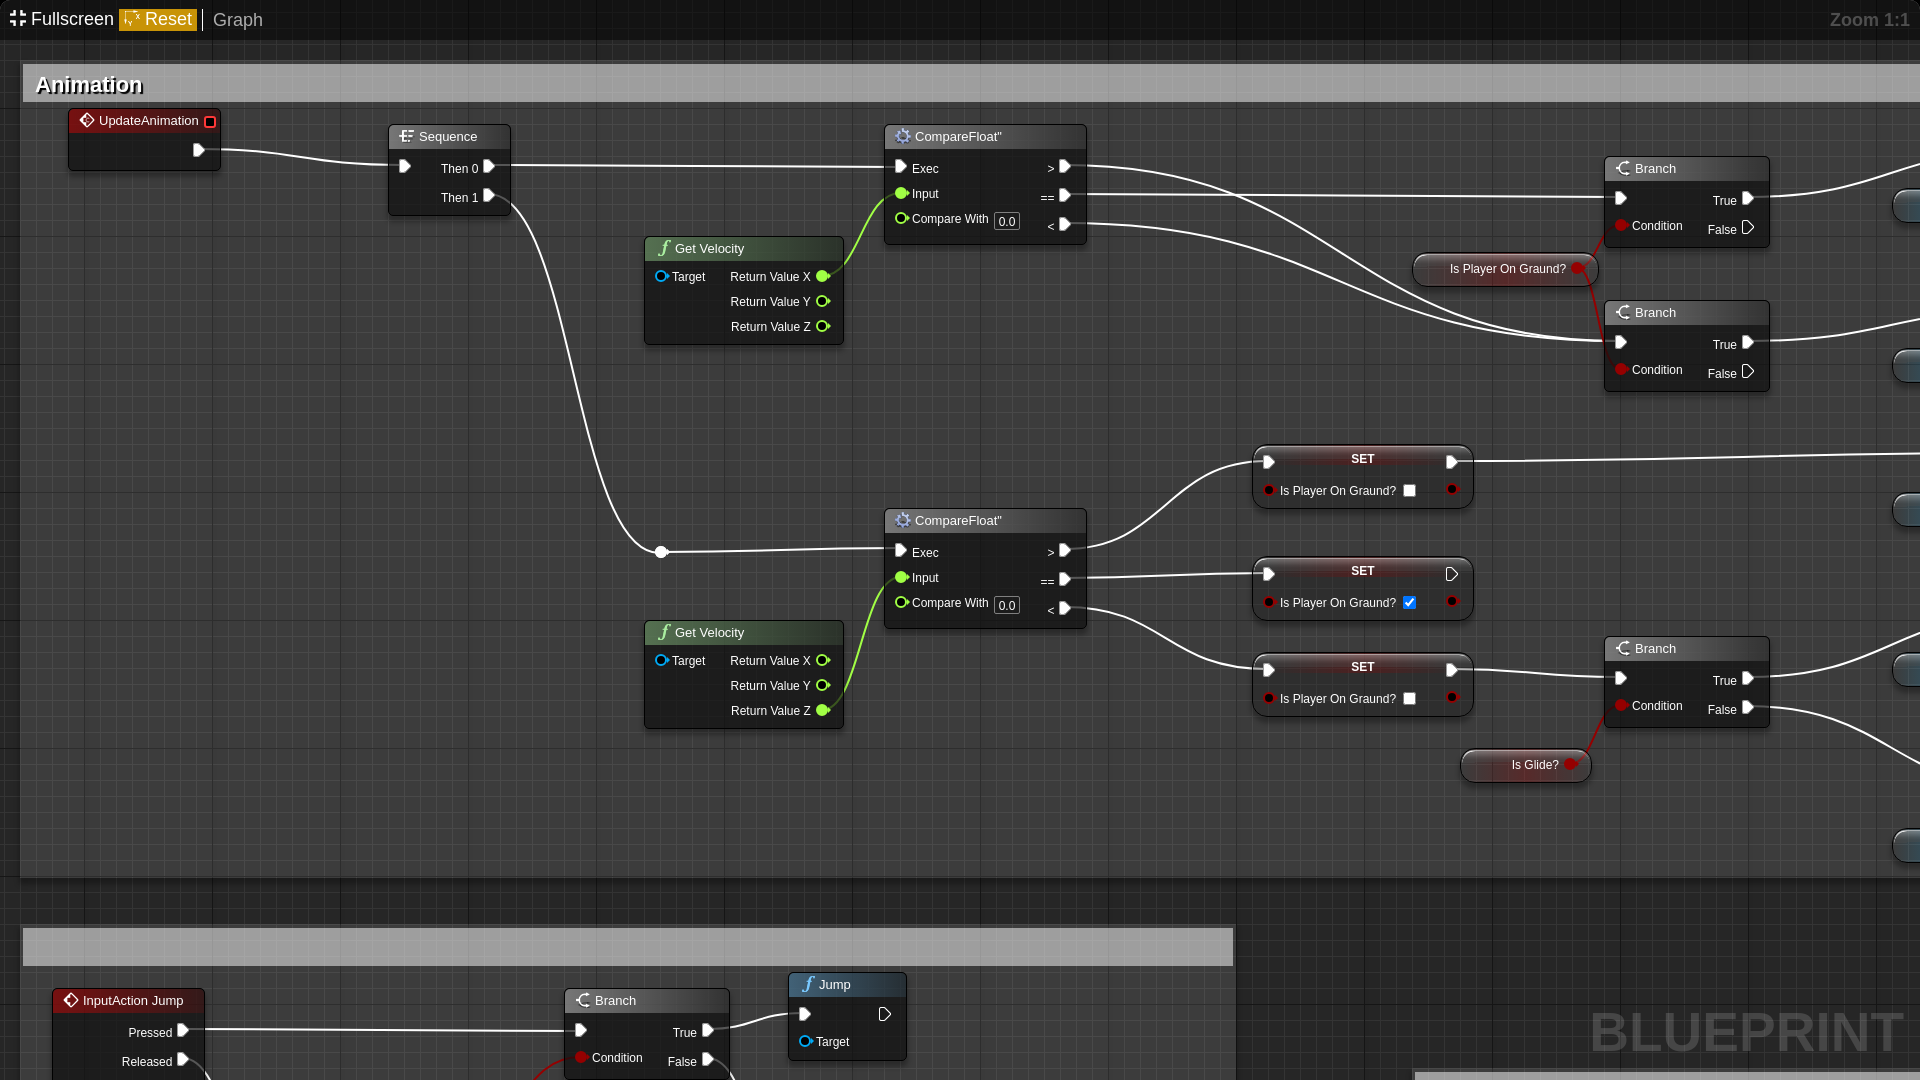 Fullscreen Reset Graph Zoom 1:1
Animation
UpdateAnimation
Sequence
Then 0
Then 1
CompareFloat"
Exec >
Input ==
Compare With 0.0 <
Get Velocity
Target Return Value X
Return Value Y
Return Value Z
Branch
True
Condition False
Is Player On Graund?
Branch
True
Condition False
SET
Is Player On Graund?
CompareFloat"
Exec >
Input ==
Compare With 0.0 <
SET
Is Player On Graund?
Get Velocity
Target Return Value X
Return Value Y
Return Value Z
SET
Is Player On Graund?
Branch
True
Condition False
Is Glide?
InputAction Jump
Pressed
Released
Branch
True
Condition False
Jump
Target
BLUEPRINT